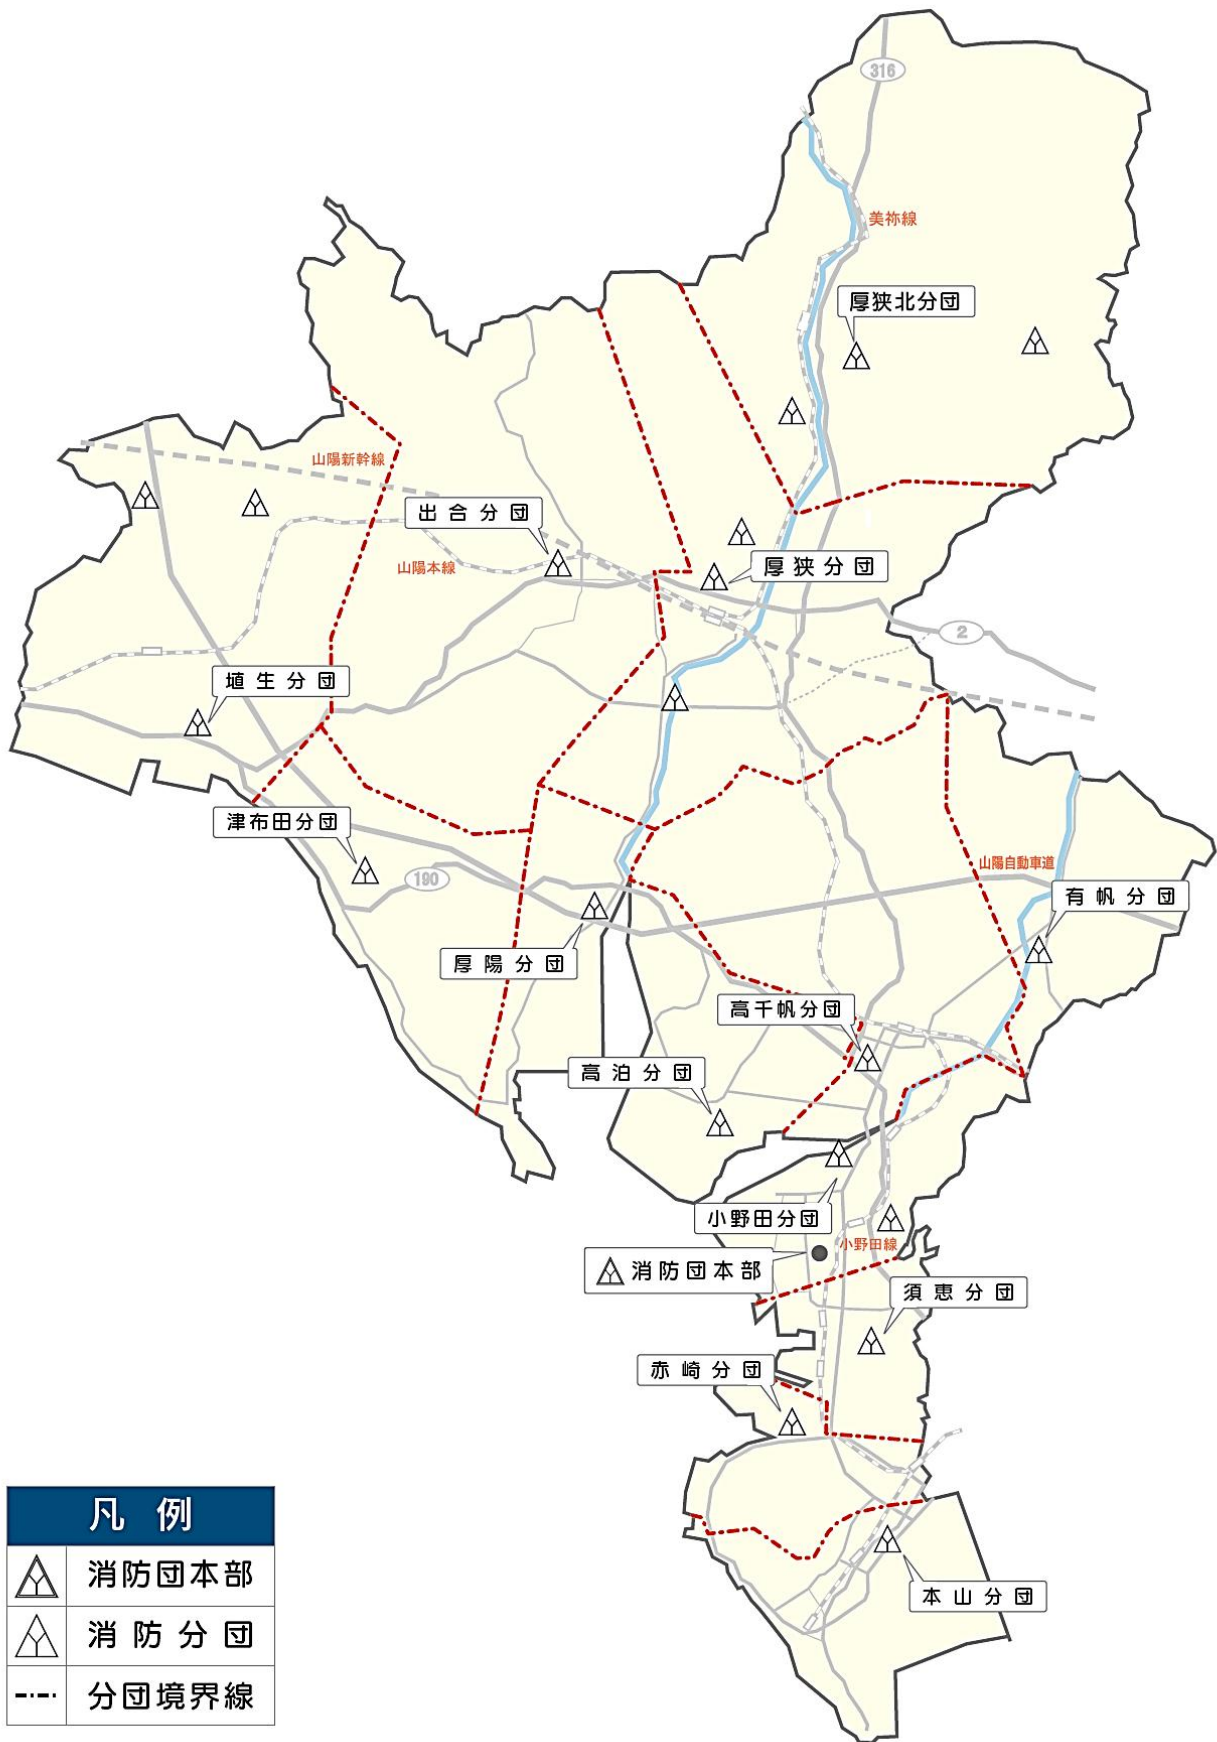 316
美祢線
厚狭北分団
山陽新幹線
出合分団
山陽本線
厚狭分団
2
埴生分団
津布田分団
190
山陽自動車道
有帆分団
厚陽分団
高千帆分団
高泊分団
小野田分団
小野田線
消防団本部
須恵分団
赤崎分団
本山分団
凡例
消防団本部
消防分団
分団境界線